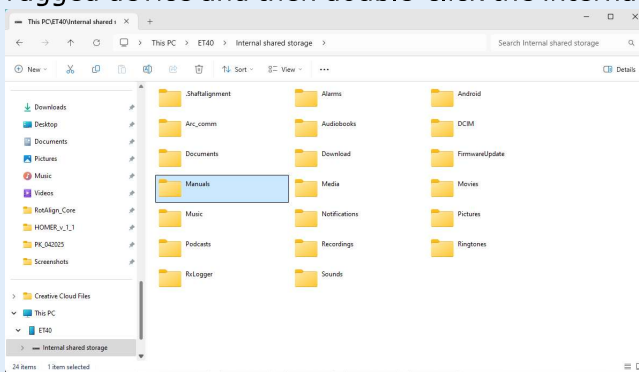 This PC\ET40\Internal shared s
This PC > ET40 > Internal shared storage >
Search Internal shared storage
New
Sort
View
Details
Downloads
Desktop
Documents
Pictures
Music
Videos
RotAlign_Core
HOMER_v_1_1
PK_042025
Screenshots
Creative Cloud Files
This PC
ET40
Internal shared storage
.Shaftalignment
Alarms
Android
Arc_comm
Audiobooks
DCIM
Documents
Download
FirmwareUpdate
Manuals
Media
Movies
Music
Notifications
Pictures
Podcasts
Recordings
Ringtones
RxLogger
Sounds
24 items 1 item selected